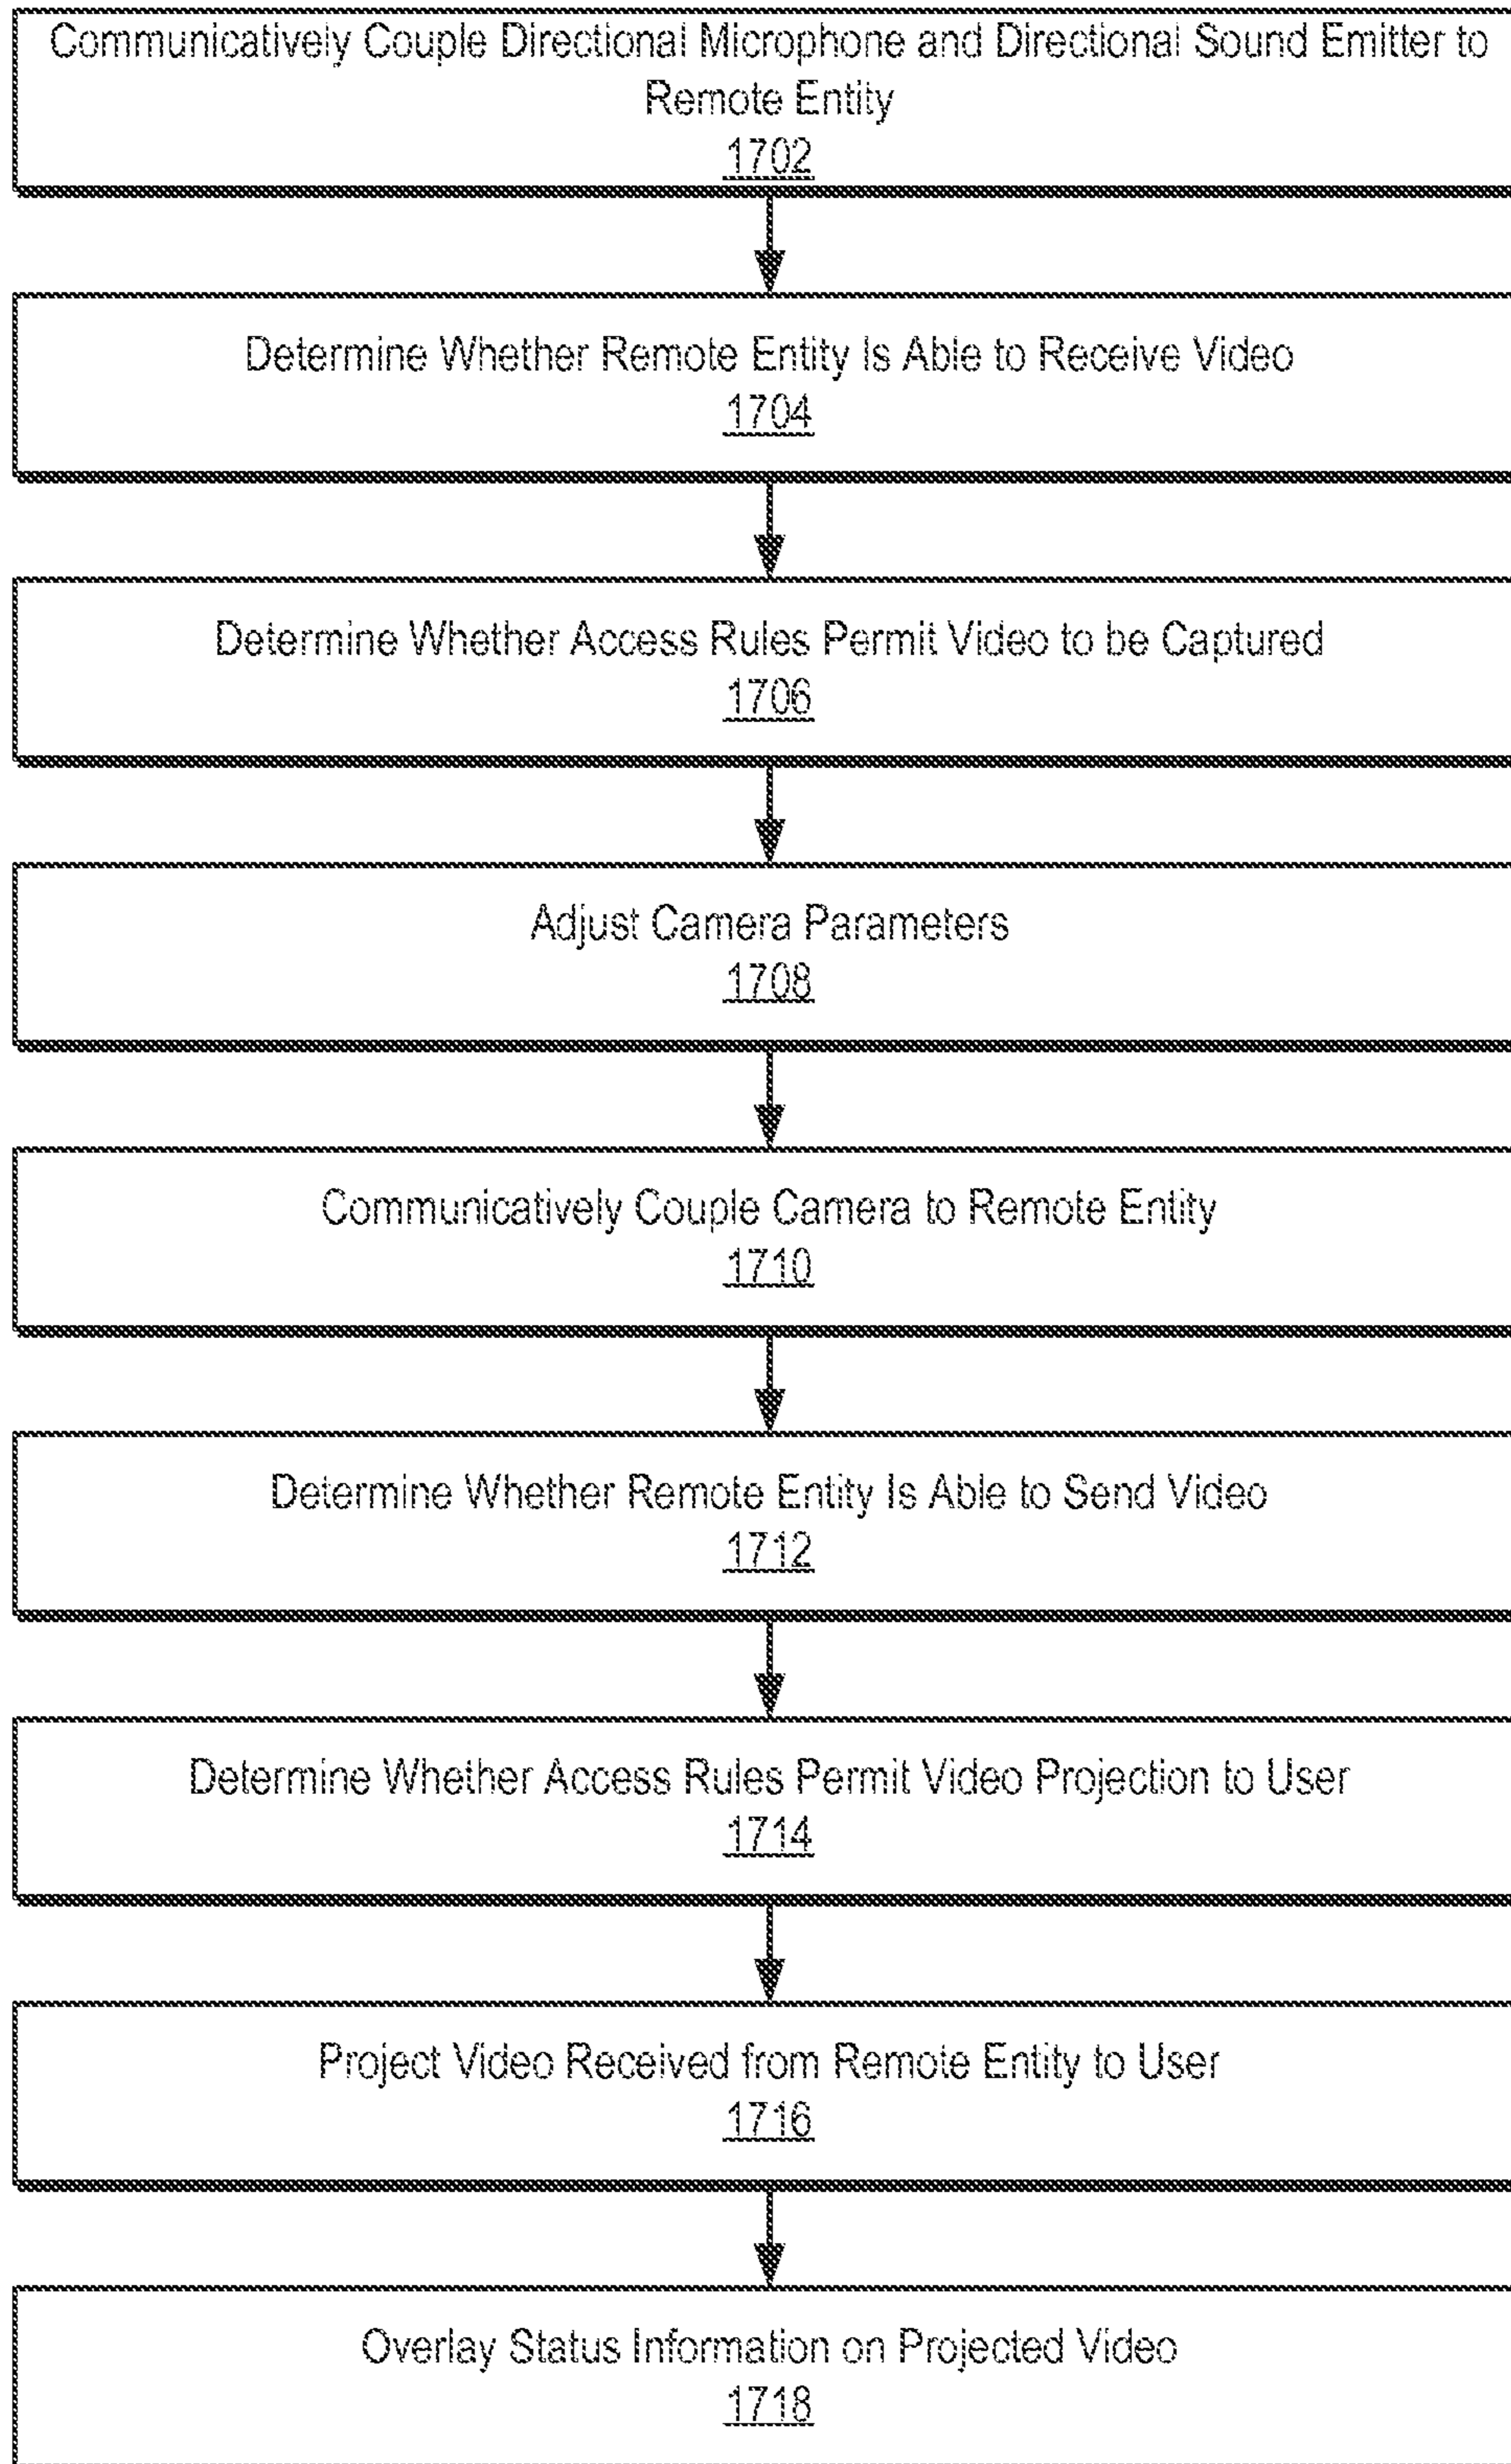 Communicatively Couple Directional Microphone and Directional Sound Emitter to
Remote Entity
1702
Determine Whether Remote Entity Is Able to Receive Video
1704
Determine Whether Access Rules Permit Video to be Captured
1706
Adjust Camera Parameters
1708
Communicatively Couple Camera to Remote Entity
1710
Determine Whether Remote Entity Is Able to Send Video
1712
Determine Whether Access Rules Permit Video Projection to User
1714
Project Video Received from Remote Entity to User
1716
Overlay Status Information on Projected Video
1718